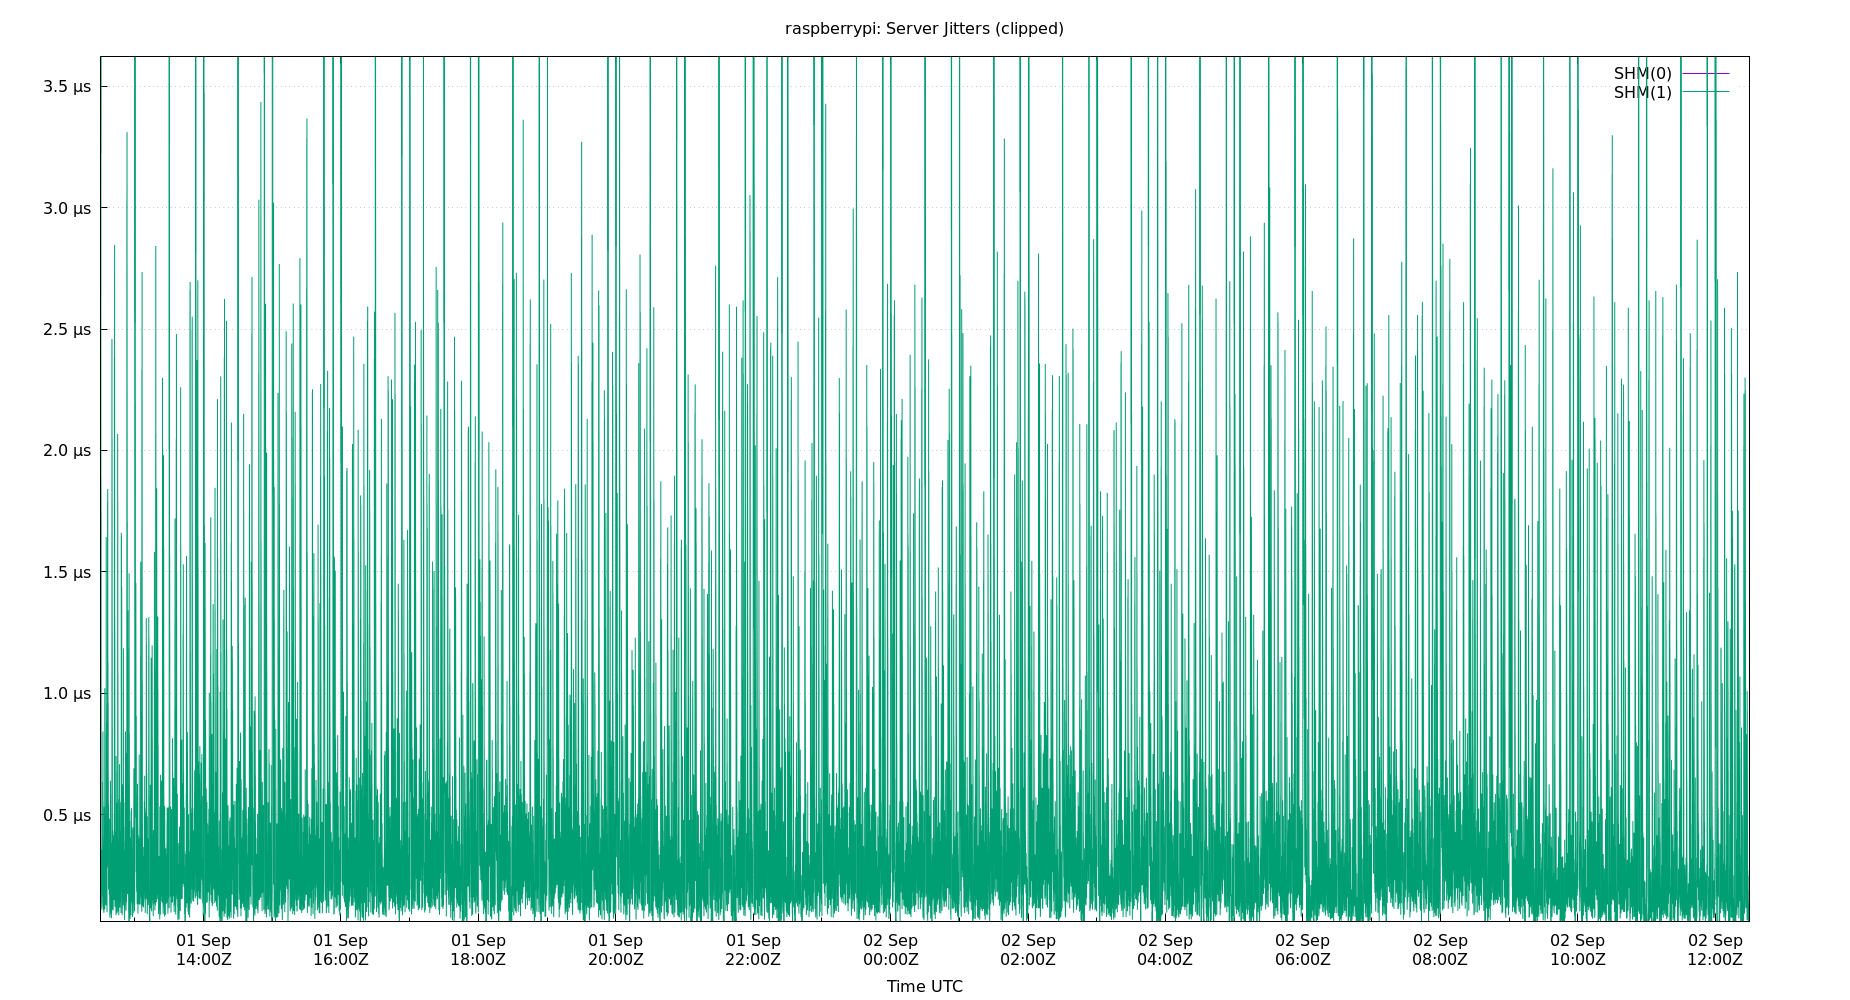 raspberrypi: Server Jitters (clipped)
SHM(0)
SHM(1)
3.5 µs
3.0 µs
2.5 µs
2.0 µs
1.5 µs
1.0 µs
0.5 µs
01 Sep 01 Sep 01 Sep 01 Sep 01 Sep 02 Sep 02 Sep 02 Sep 02 Sep 02 Sep 02 Sep 02 Sep
14:00Z 16:00Z 18:00Z 20:00Z 22:00Z 00:00Z 02:00Z 04:00Z 06:00Z 08:00Z 10:00Z 12:00Z
Time UTC